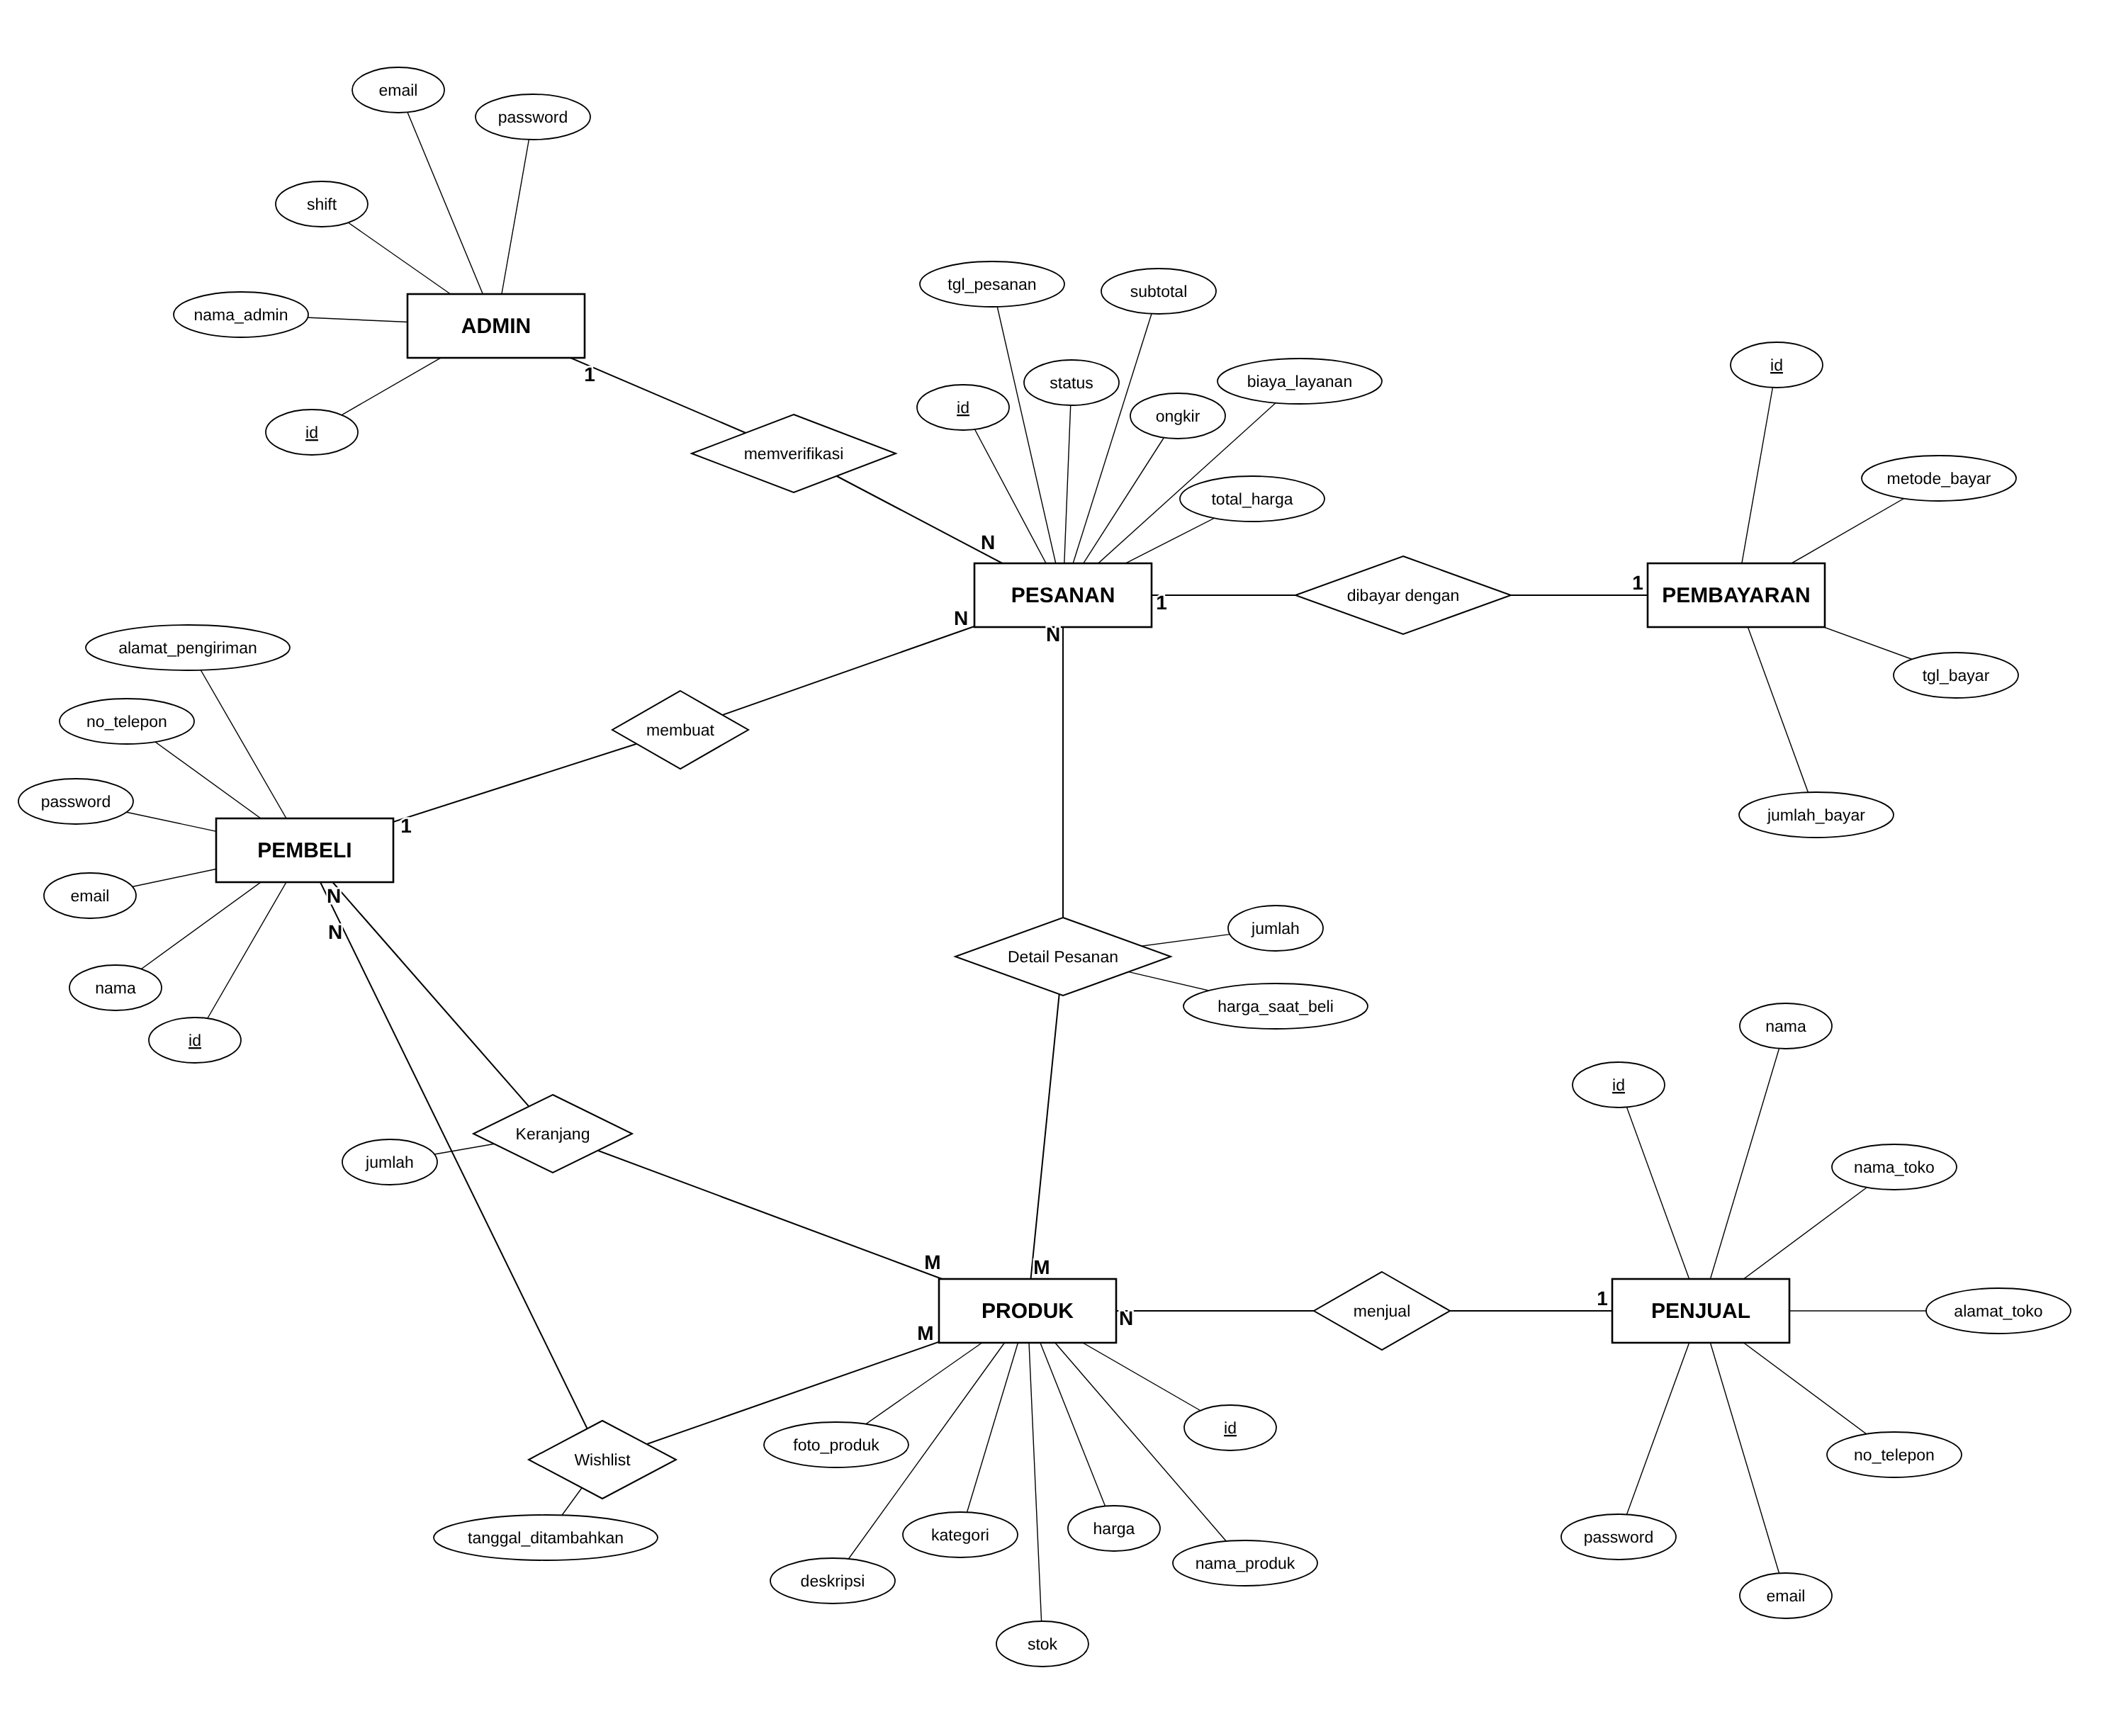 email
password
shift
nama_admin
ADMIN
id
1
memverifikasi
N
tgl_pesanan
subtotal
id
status
ongkir
biaya_layanan
total_harga
PESANAN
1
dibayar dengan
1
PEMBAYARAN
id
metode_bayar
tgl_bayar
jumlah_bayar
N
N
membuat
1
alamat_pengiriman
no_telepon
password
PEMBELI
email
nama
id
N
N
Detail Pesanan
jumlah
harga_saat_beli
Keranjang
jumlah
M
M
M
PRODUK
N
menjual
1
PENJUAL
id
nama
nama_toko
alamat_toko
no_telepon
password
email
Wishlist
tanggal_ditambahkan
foto_produk
deskripsi
kategori
stok
harga
nama_produk
id